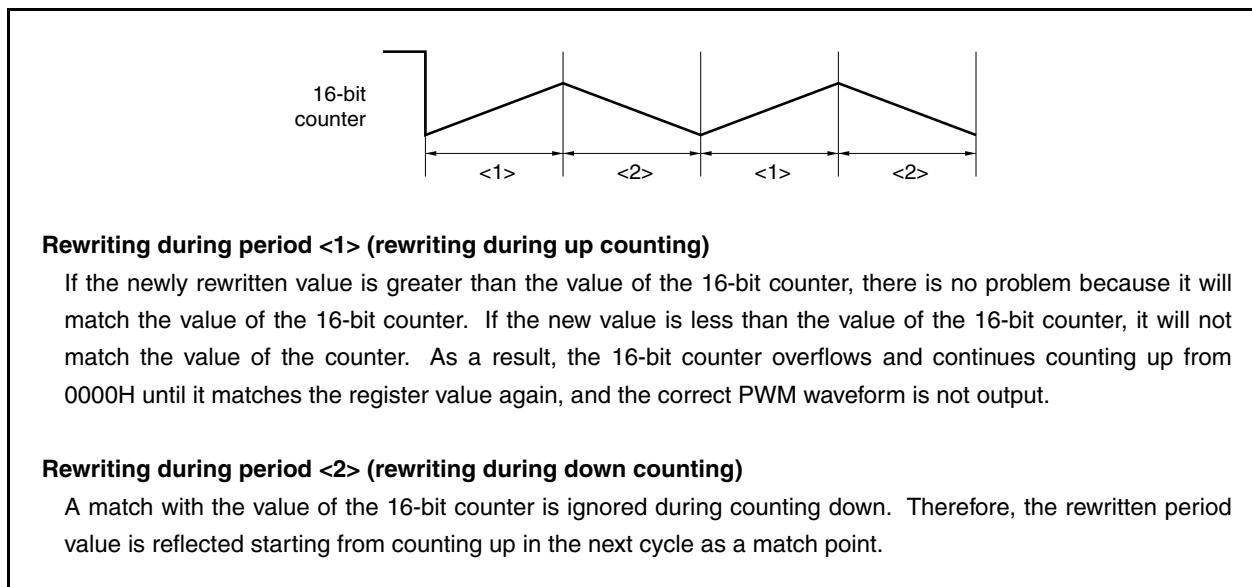 16-bit
counter
<1>
<2>
<1>
<2>
Rewriting during period <1> (rewriting during up counting)
If the newly rewritten value is greater than the value of the 16-bit counter, there is no problem because it will
match the value of the 16-bit counter. If the new value is less than the value of the 16-bit counter, it will not
match the value of the counter. As a result, the 16-bit counter overflows and continues counting up from
0000H until it matches the register value again, and the correct PWM waveform is not output.
Rewriting during period <2> (rewriting during down counting)
A match with the value of the 16-bit counter is ignored during counting down. Therefore, the rewritten period
value is reflected starting from counting up in the next cycle as a match point.